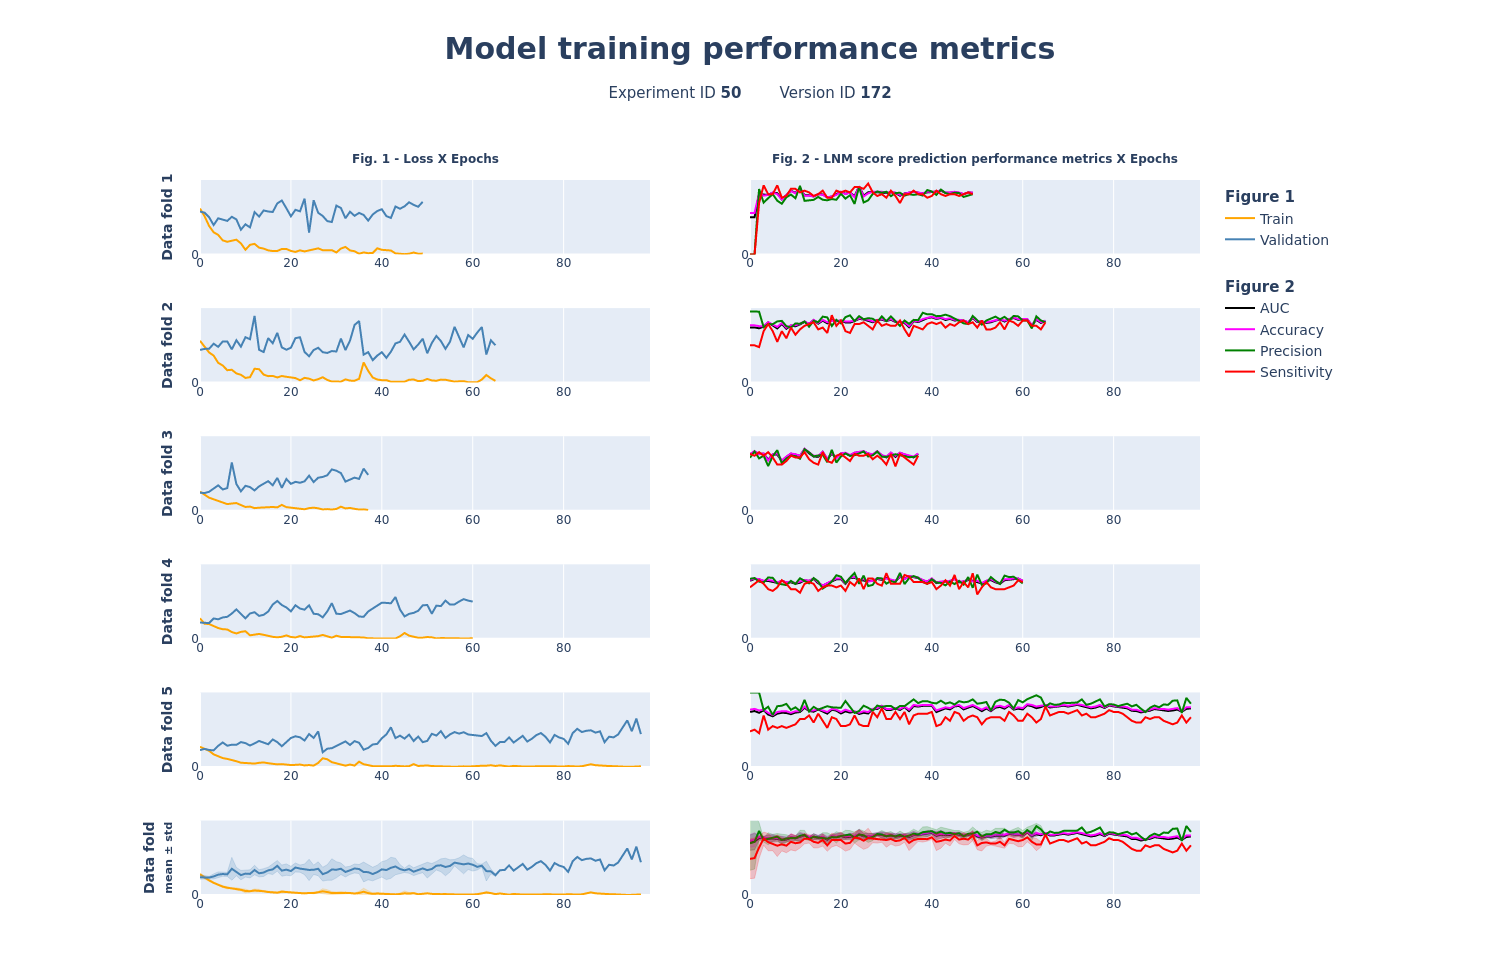 Model training performance metrics
Experiment ID 50 Version ID 172
Fig. 1 - Loss X Epochs
Fig. 2 - LNM score prediction performance metrics X Epochs
Data fold 1
0
0 20 40 60 80
0
0 20 40 60 80
Data fold 2
0
0 20 40 60 80
0
0 20 40 60 80
Data fold 3
0
0 20 40 60 80
0
0 20 40 60 80
Data fold 4
0
0 20 40 60 80
0
0 20 40 60 80
Data fold 5
0
0 20 40 60 80
0
0 20 40 60 80
Data fold
mean ± std
0
0 20 40 60 80
0
0 20 40 60 80
Figure 1
Train
Validation
Figure 2
AUC
Accuracy
Precision
Sensitivity